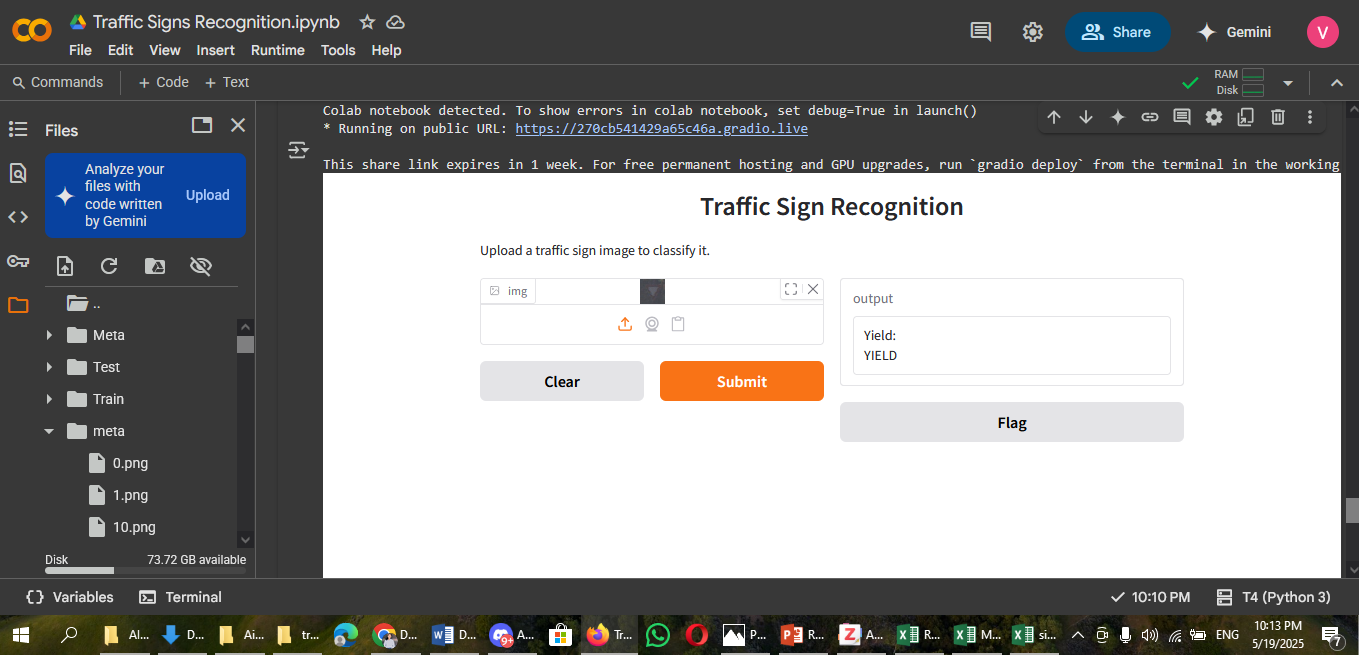 Traffic Signs Recognition.ipynb
File Edit View Insert Runtime Tools Help
Share
Gemini
V
Commands
+ Code + Text
RAM
Disk
Files
Analyze your
files with
code written
by Gemini
Upload
..
Meta
Test
Train
meta
0.png
1.png
10.png
Disk 73.72 GB available
Colab notebook detected. To show errors in colab notebook, set debug=True in launch()
* Running on public URL: https://270cb541429a65c46a.gradio.live
This share link expires in 1 week. For free permanent hosting and GPU upgrades, run `gradio deploy` from the terminal in the working
Traffic Sign Recognition
Upload a traffic sign image to classify it.
img
Clear
Submit
output
Yield:
YIELD
Flag
Variables Terminal
10:10 PM T4 (Python 3)
Al... D... Ai... tr... D... D... A... Tr... P... R... A... R... M... si...
ENG
10:13 PM
5/19/2025
7